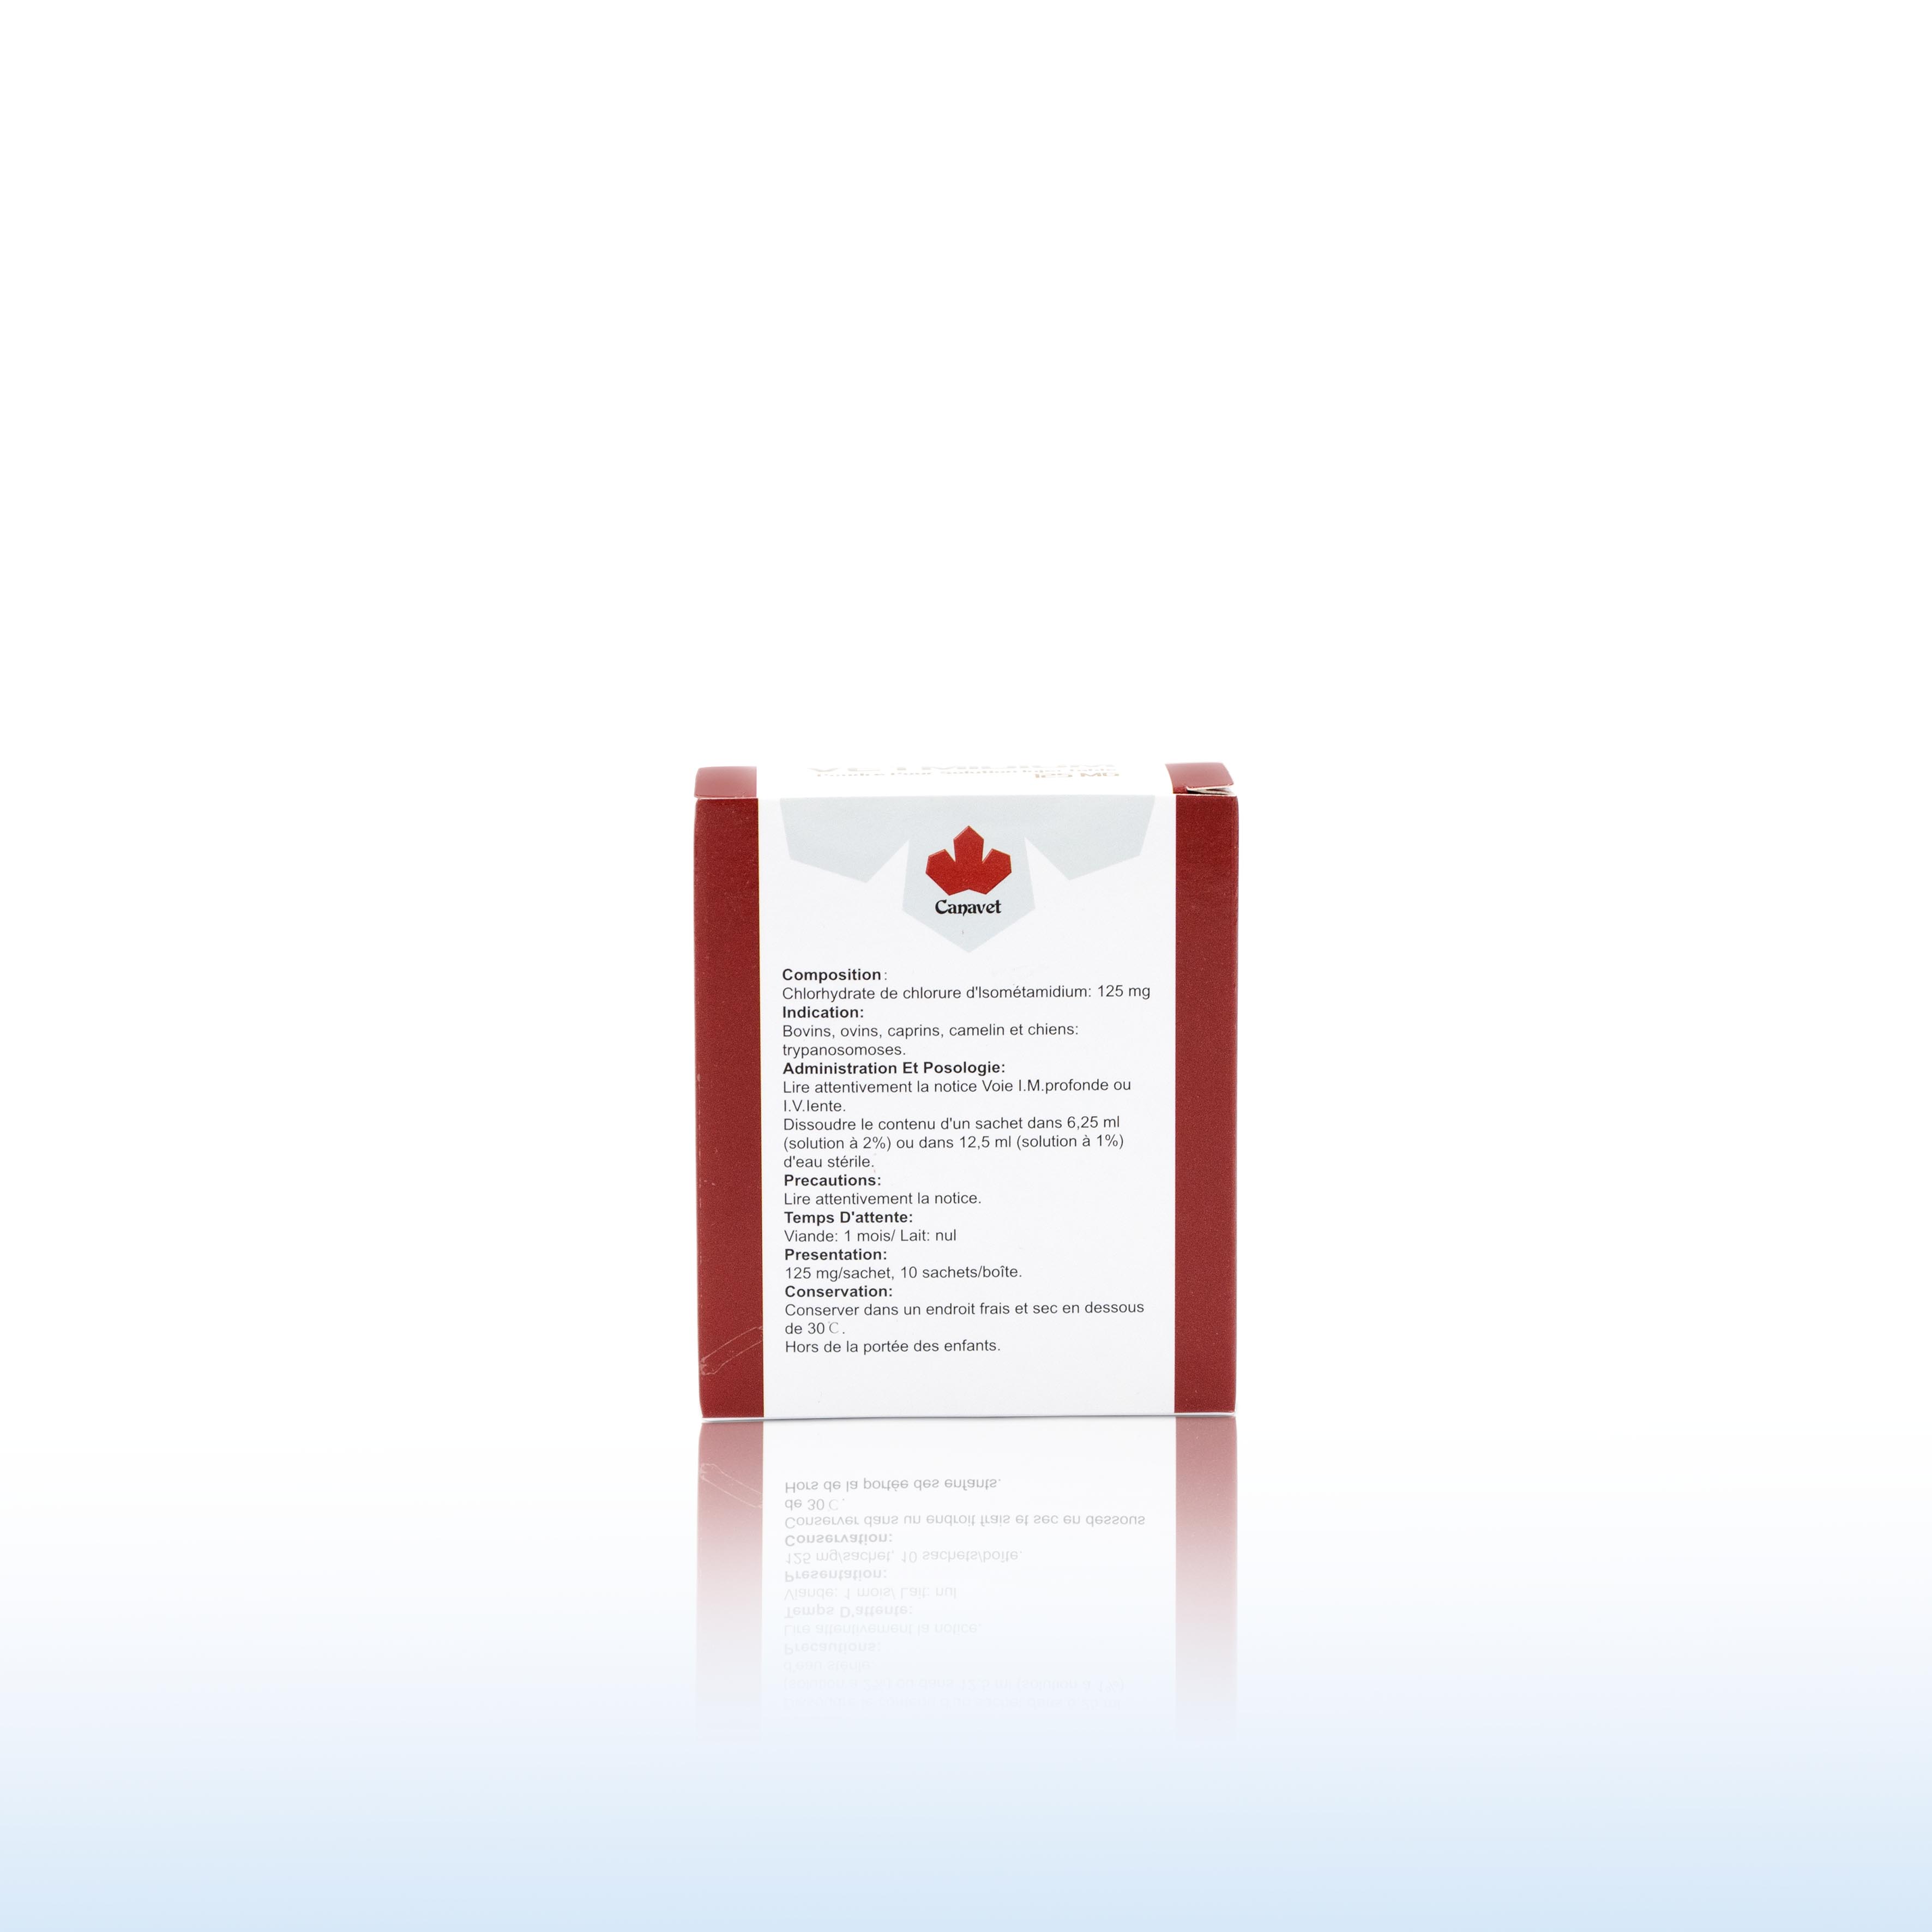 125 MG
Canavet
Composition:
Chlorhydrate de chlorure d'Isométamidium: 125 mg
Indication:
Bovins, ovins, caprins, camelin et chiens:
trypanosomoses.
Administration Et Posologie:
Lire attentivement la notice Voie I.M.profonde ou
I.V.lente.
Dissoudre le contenu d'un sachet dans 6,25 ml
(solution à 2%) ou dans 12,5 ml (solution à 1%)
d'eau stérile.
Precautions:
Lire attentivement la notice.
Temps D'attente:
Viande: 1 mois/ Lait: nul
Presentation:
125 mg/sachet, 10 sachets/boîte.
Conservation:
Conserver dans un endroit frais et sec en dessous
de 30℃.
Hors de la portée des enfants.